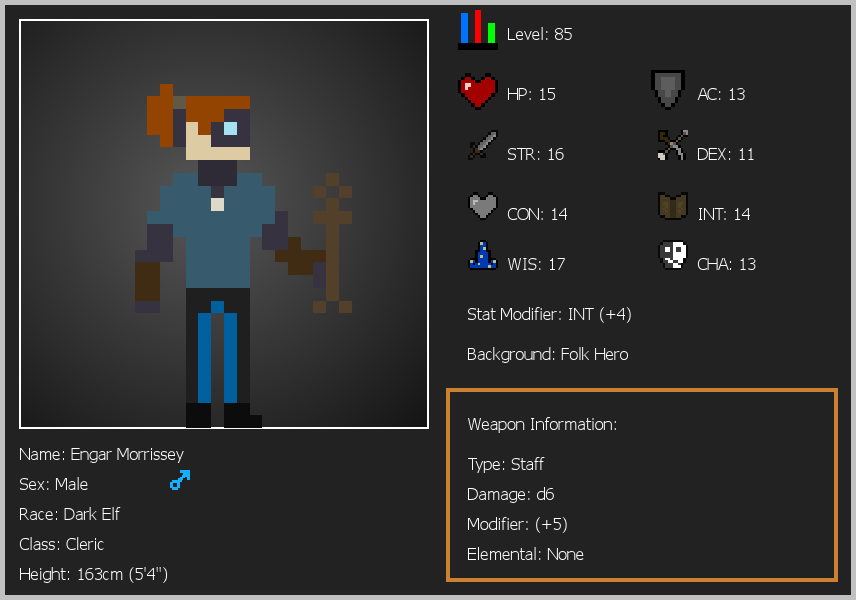 Level: 85
HP: 15
AC: 13
STR: 16
DEX: 11
CON: 14
INT: 14
WIS: 17
CHA: 13
Stat Modifier: INT (+4)
Background: Folk Hero
Weapon Information:
Type: Staff
Damage: d6
Modifier: (+5)
Elemental: None
Name: Engar Morrissey
Sex: Male
Race: Dark Elf
Class: Cleric
Height: 163cm (5'4")